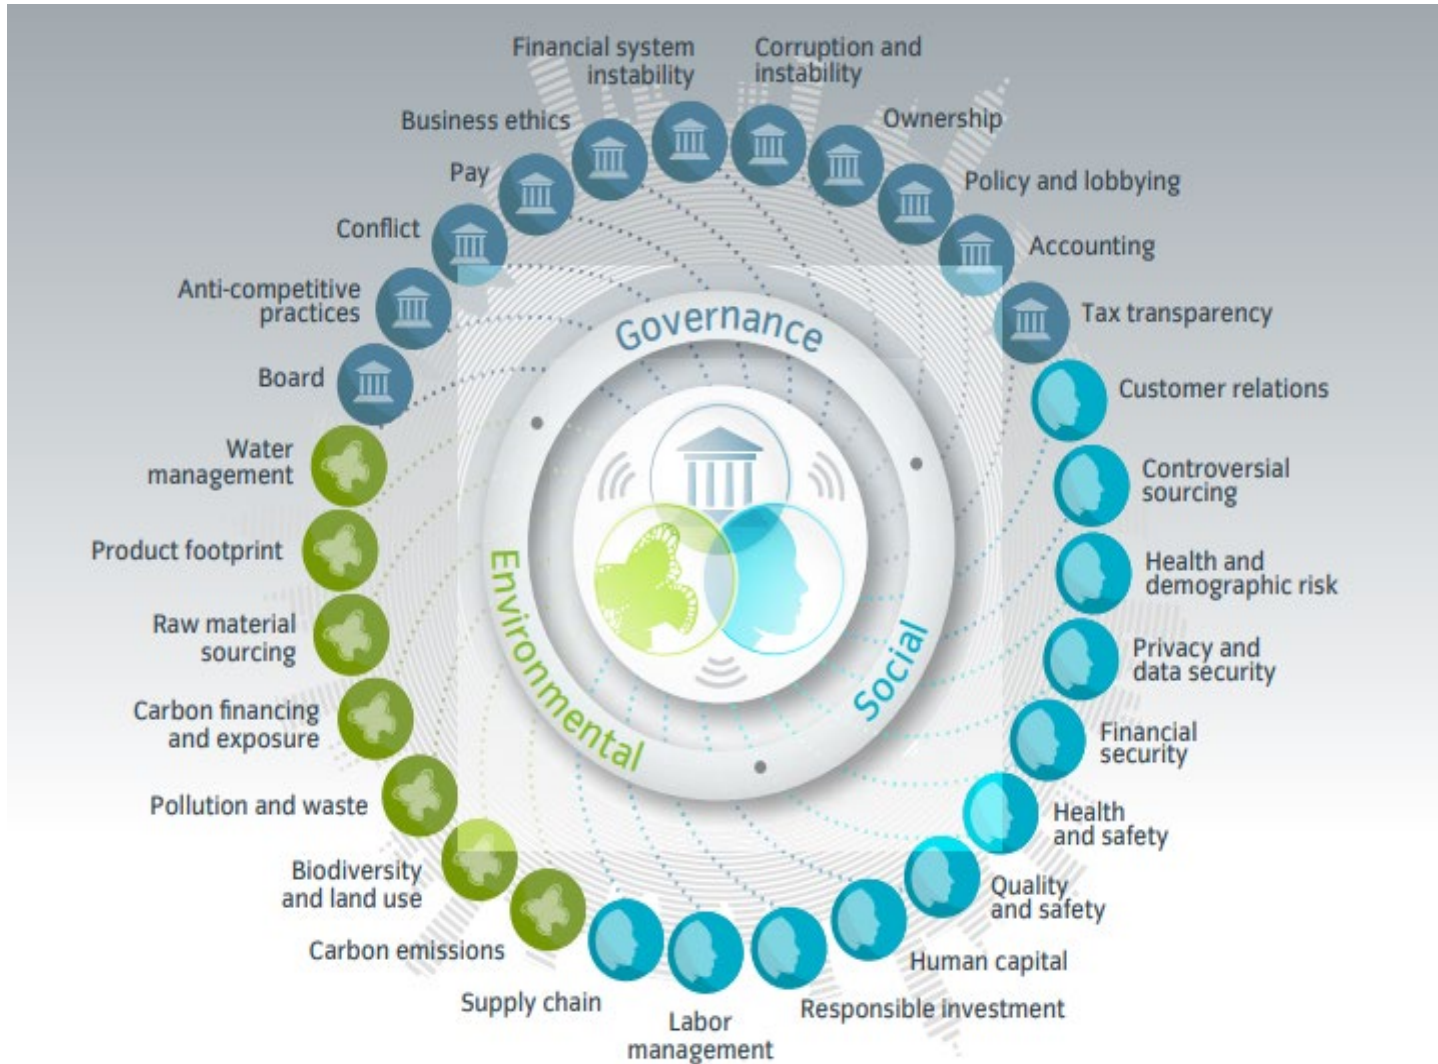 Financial system
instability
Corruption and
instability
Business ethics
Ownership
Pay
Policy and lobbying
Conflict
Accounting
Anti-competitive
practices
Tax transparency
Board
Customer relations
Water
management
Controversial
sourcing
Product footprint
Health and
demographic risk
Raw material
sourcing
Privacy and
data security
Carbon financing
and exposure
Financial
security
Pollution and waste
Health
and safety
Biodiversity
and land use
Quality
and safety
Carbon emissions
Human capital
Supply chain
Responsible investment
Labor
management
Governance
Environmental
Social